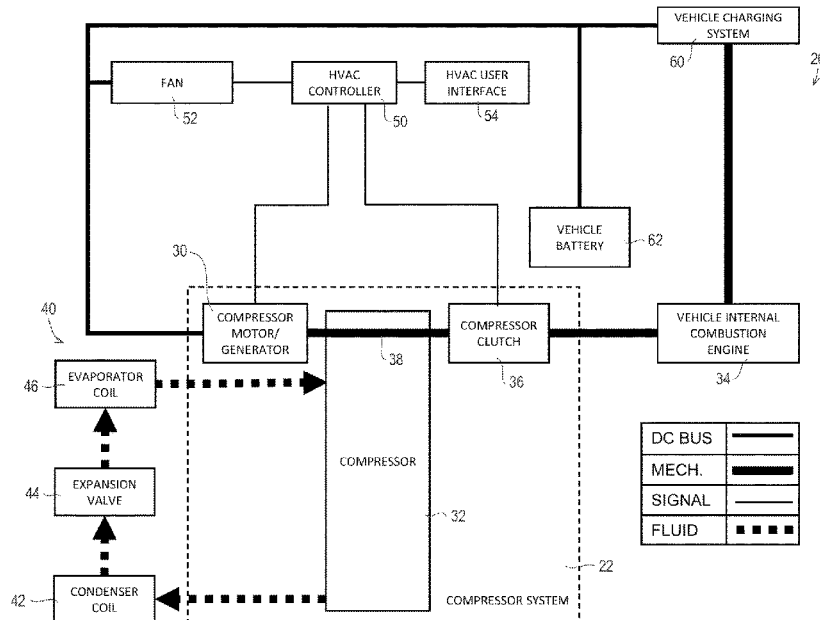 VEHICLE CHARGING
SYSTEM
60
FAN
52
HVAC
CONTROLLER
50
HVAC USER
INTERFACE
54
VEHICLE
BATTERY
62
30
40
COMPRESSOR
MOTOR/
GENERATOR
38
COMPRESSOR
CLUTCH
36
VEHICLE INTERNAL
COMBUSTION
ENGINE
34
EVAPORATOR
COIL
46
COMPRESSOR
32
EXPANSION
VALVE
44
DC BUS
MECH.
SIGNAL
FLUID
22
CONDENSER
COIL
42
COMPRESSOR SYSTEM